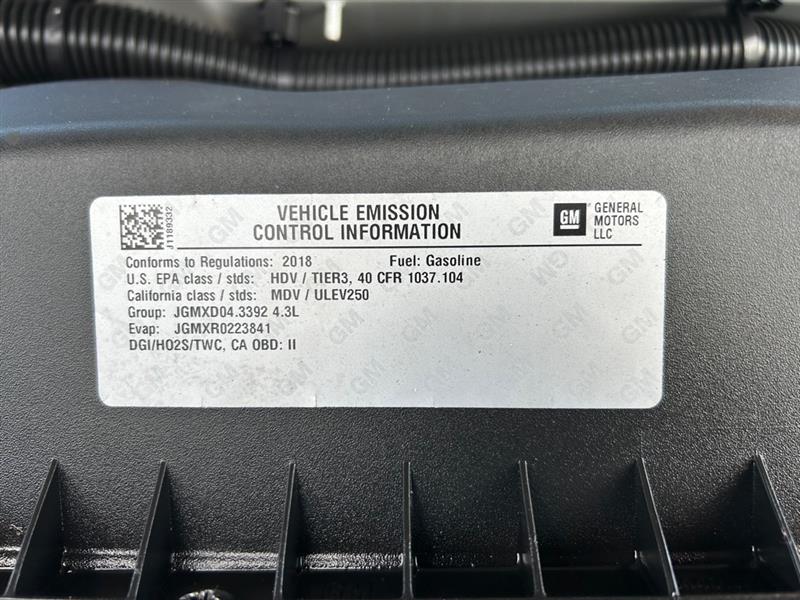 VEHICLE EMISSION
CONTROL INFORMATION
GM
GENERAL
MOTORS
LLC
J1189332
Conforms to Regulations: 2018 Fuel: Gasoline
U.S. EPA class / stds: HDV / TIER3, 40 CFR 1037.104
California class / stds: MDV / ULEV250
Group: JGMXD04.3392 4.3L
Evap: JGMXR0223841
DGI/HO2S/TWC, CA OBD: II